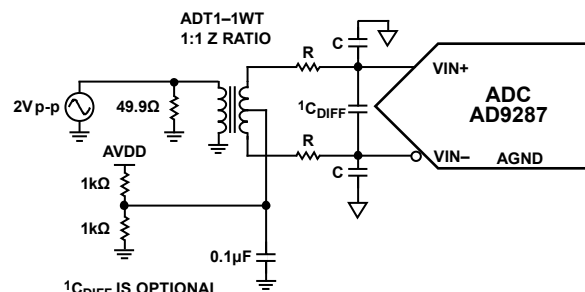 ADT1–1WT
1:1 Z RATIO
C
R
VIN+
2V p-p
49.9Ω
¹CDIFF
ADC
AD9287
AVDD
R
VIN–
AGND
1kΩ
C
1kΩ
0.1µF
¹CDIFF IS OPTIONAL